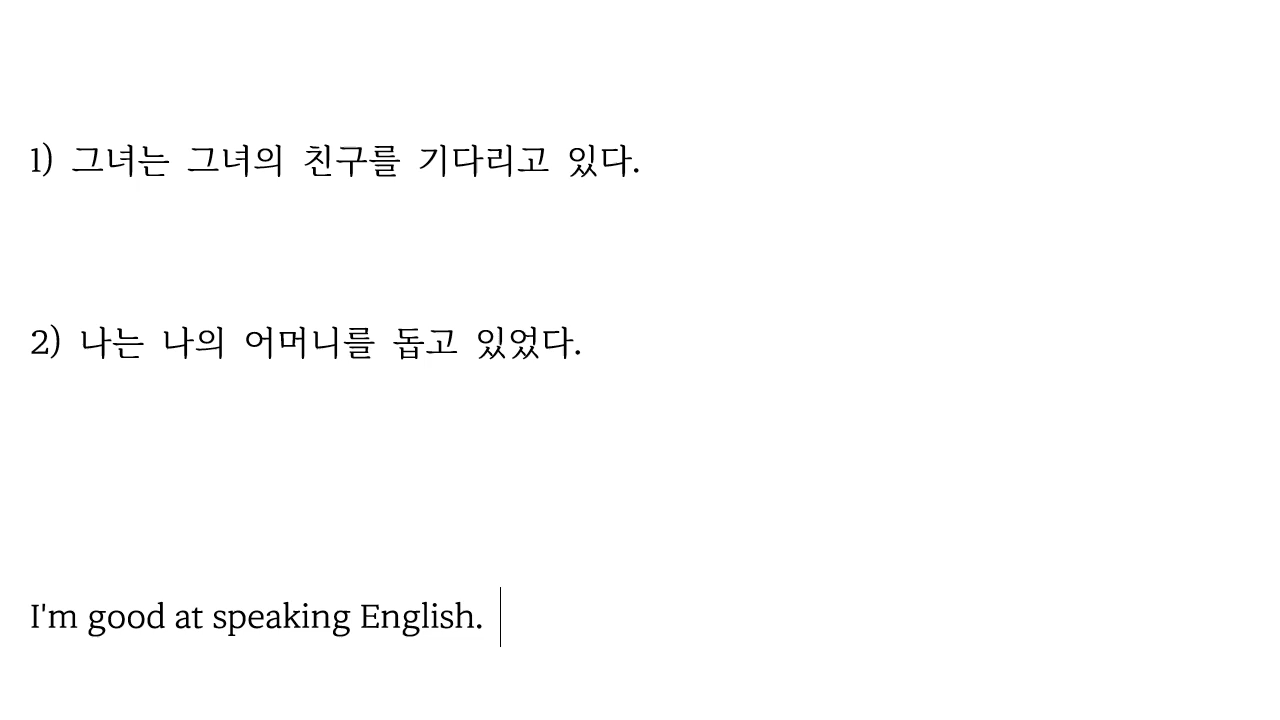 1) 그녀는 그녀의 친구를 기다리고 있다.
2) 나는 나의 어머니를 돕고 있었다.
I'm good at speaking English.